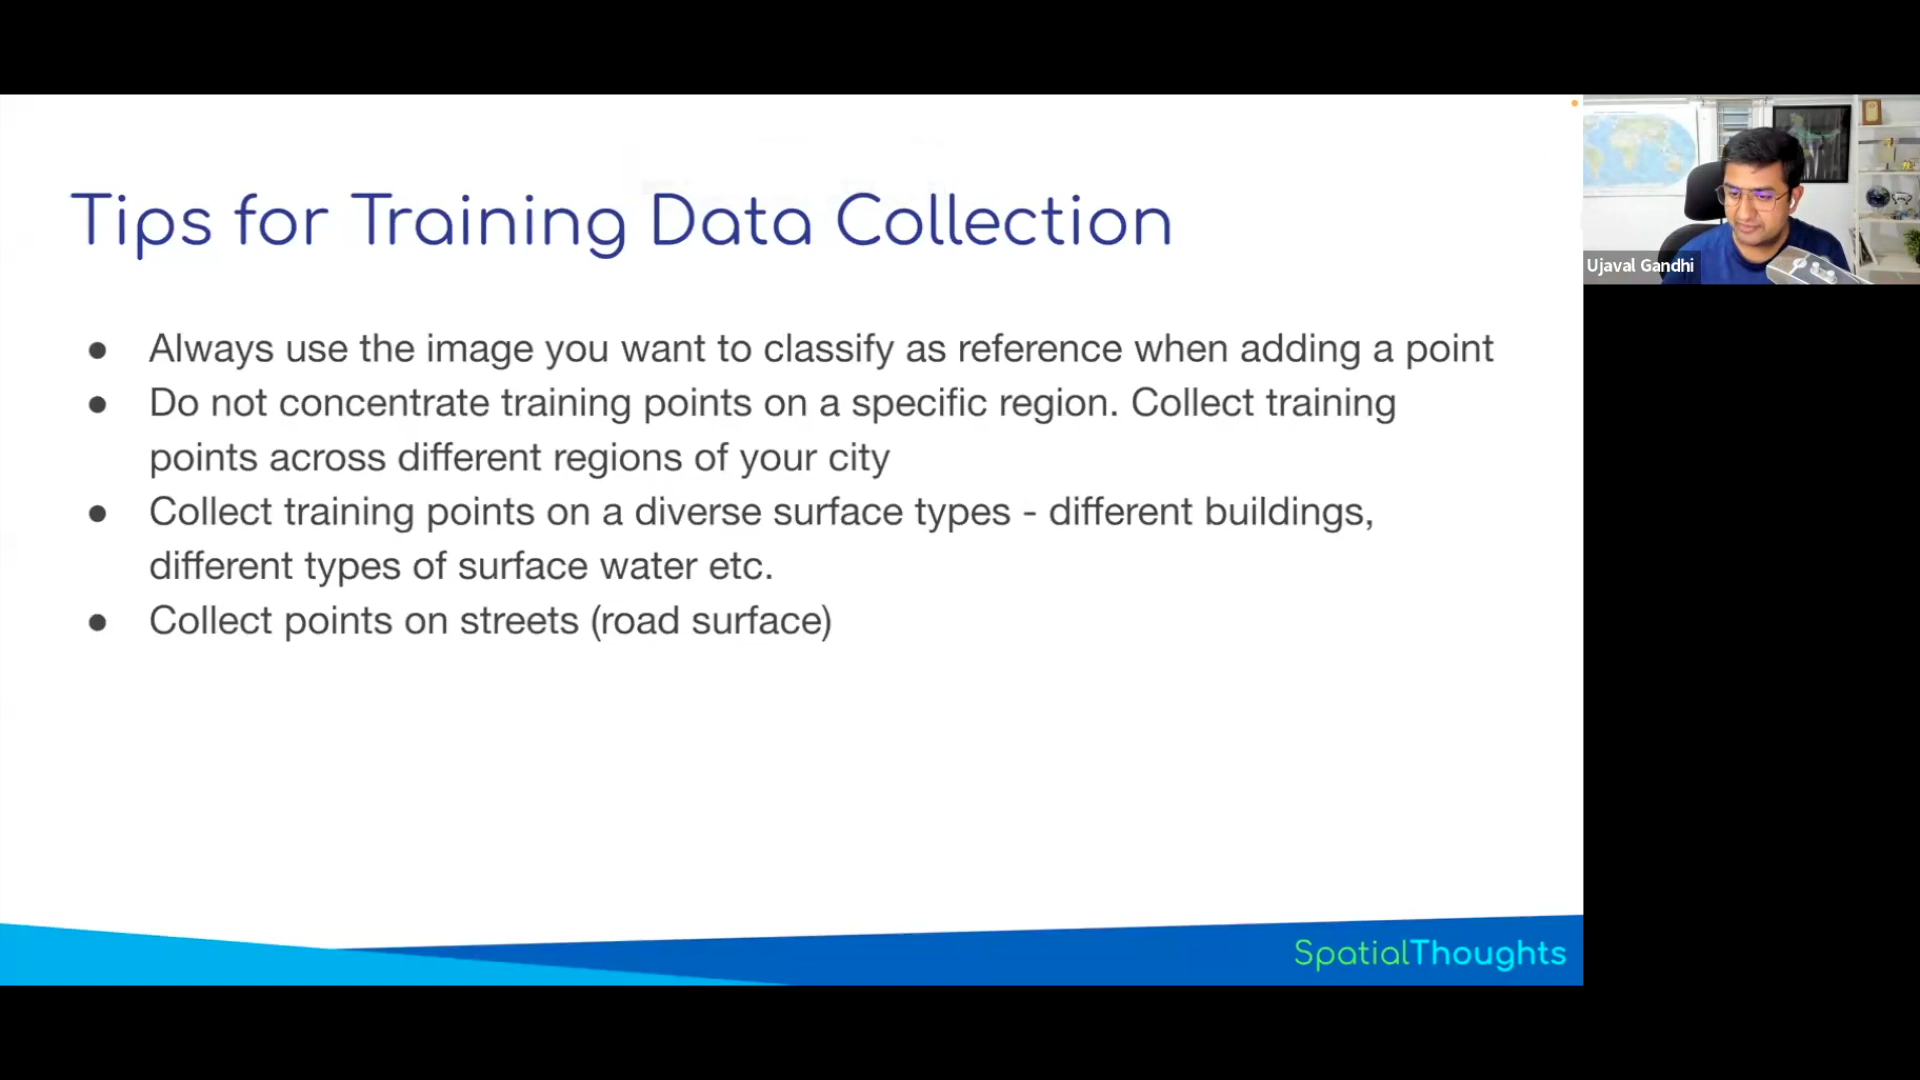 Tips for Training Data Collection
● Always use the image you want to classify as reference when adding a point
● Do not concentrate training points on a specific region. Collect training
points across different regions of your city
● Collect training points on a diverse surface types - different buildings,
different types of surface water etc.
● Collect points on streets (road surface)
SpatialThoughts
Ujaval Gandhi